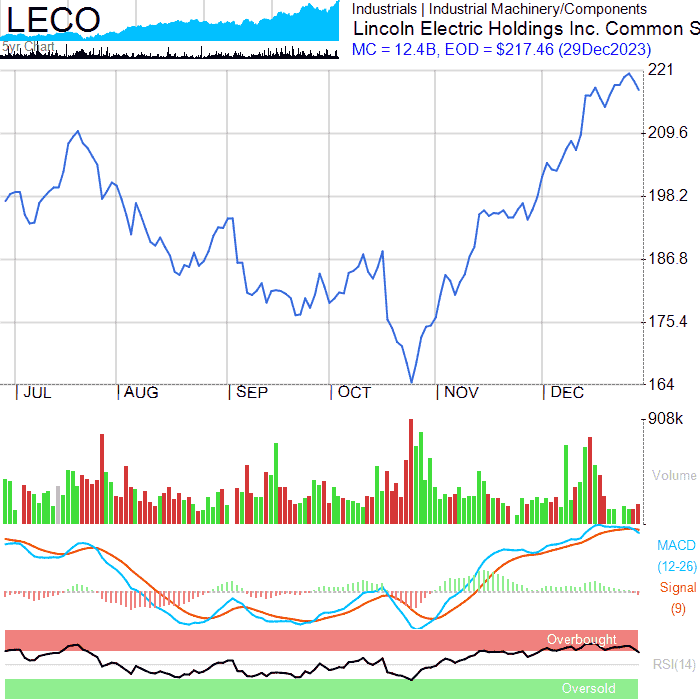 LECO
5yr Chart
Industrials | Industrial Machinery/Components
Lincoln Electric Holdings Inc. Common S
MC = 12.4B, EOD = $217.46 (29Dec2023)
221
209.6
198.2
186.8
175.4
164
| JUL | AUG | SEP | OCT | NOV | DEC
908k
Volume
MACD
(12-26)
Signal
(9)
Overbought
RSI(14)
Oversold